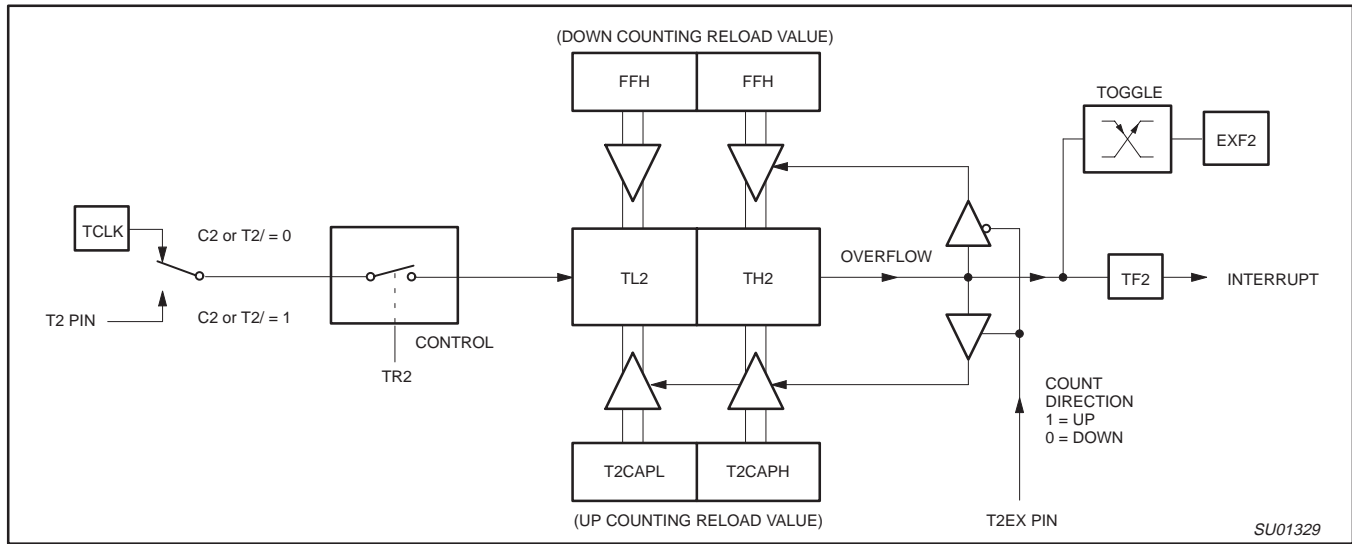 (DOWN COUNTING RELOAD VALUE)
FFH
FFH
TOGGLE
EXF2
TCLK
C2 or T2/ = 0
TL2
TH2
OVERFLOW
TF2
INTERRUPT
T2 PIN
C2 or T2/ = 1
CONTROL
TR2
COUNT
DIRECTION
1 = UP
0 = DOWN
T2CAPL
T2CAPH
(UP COUNTING RELOAD VALUE)
T2EX PIN
SU01329